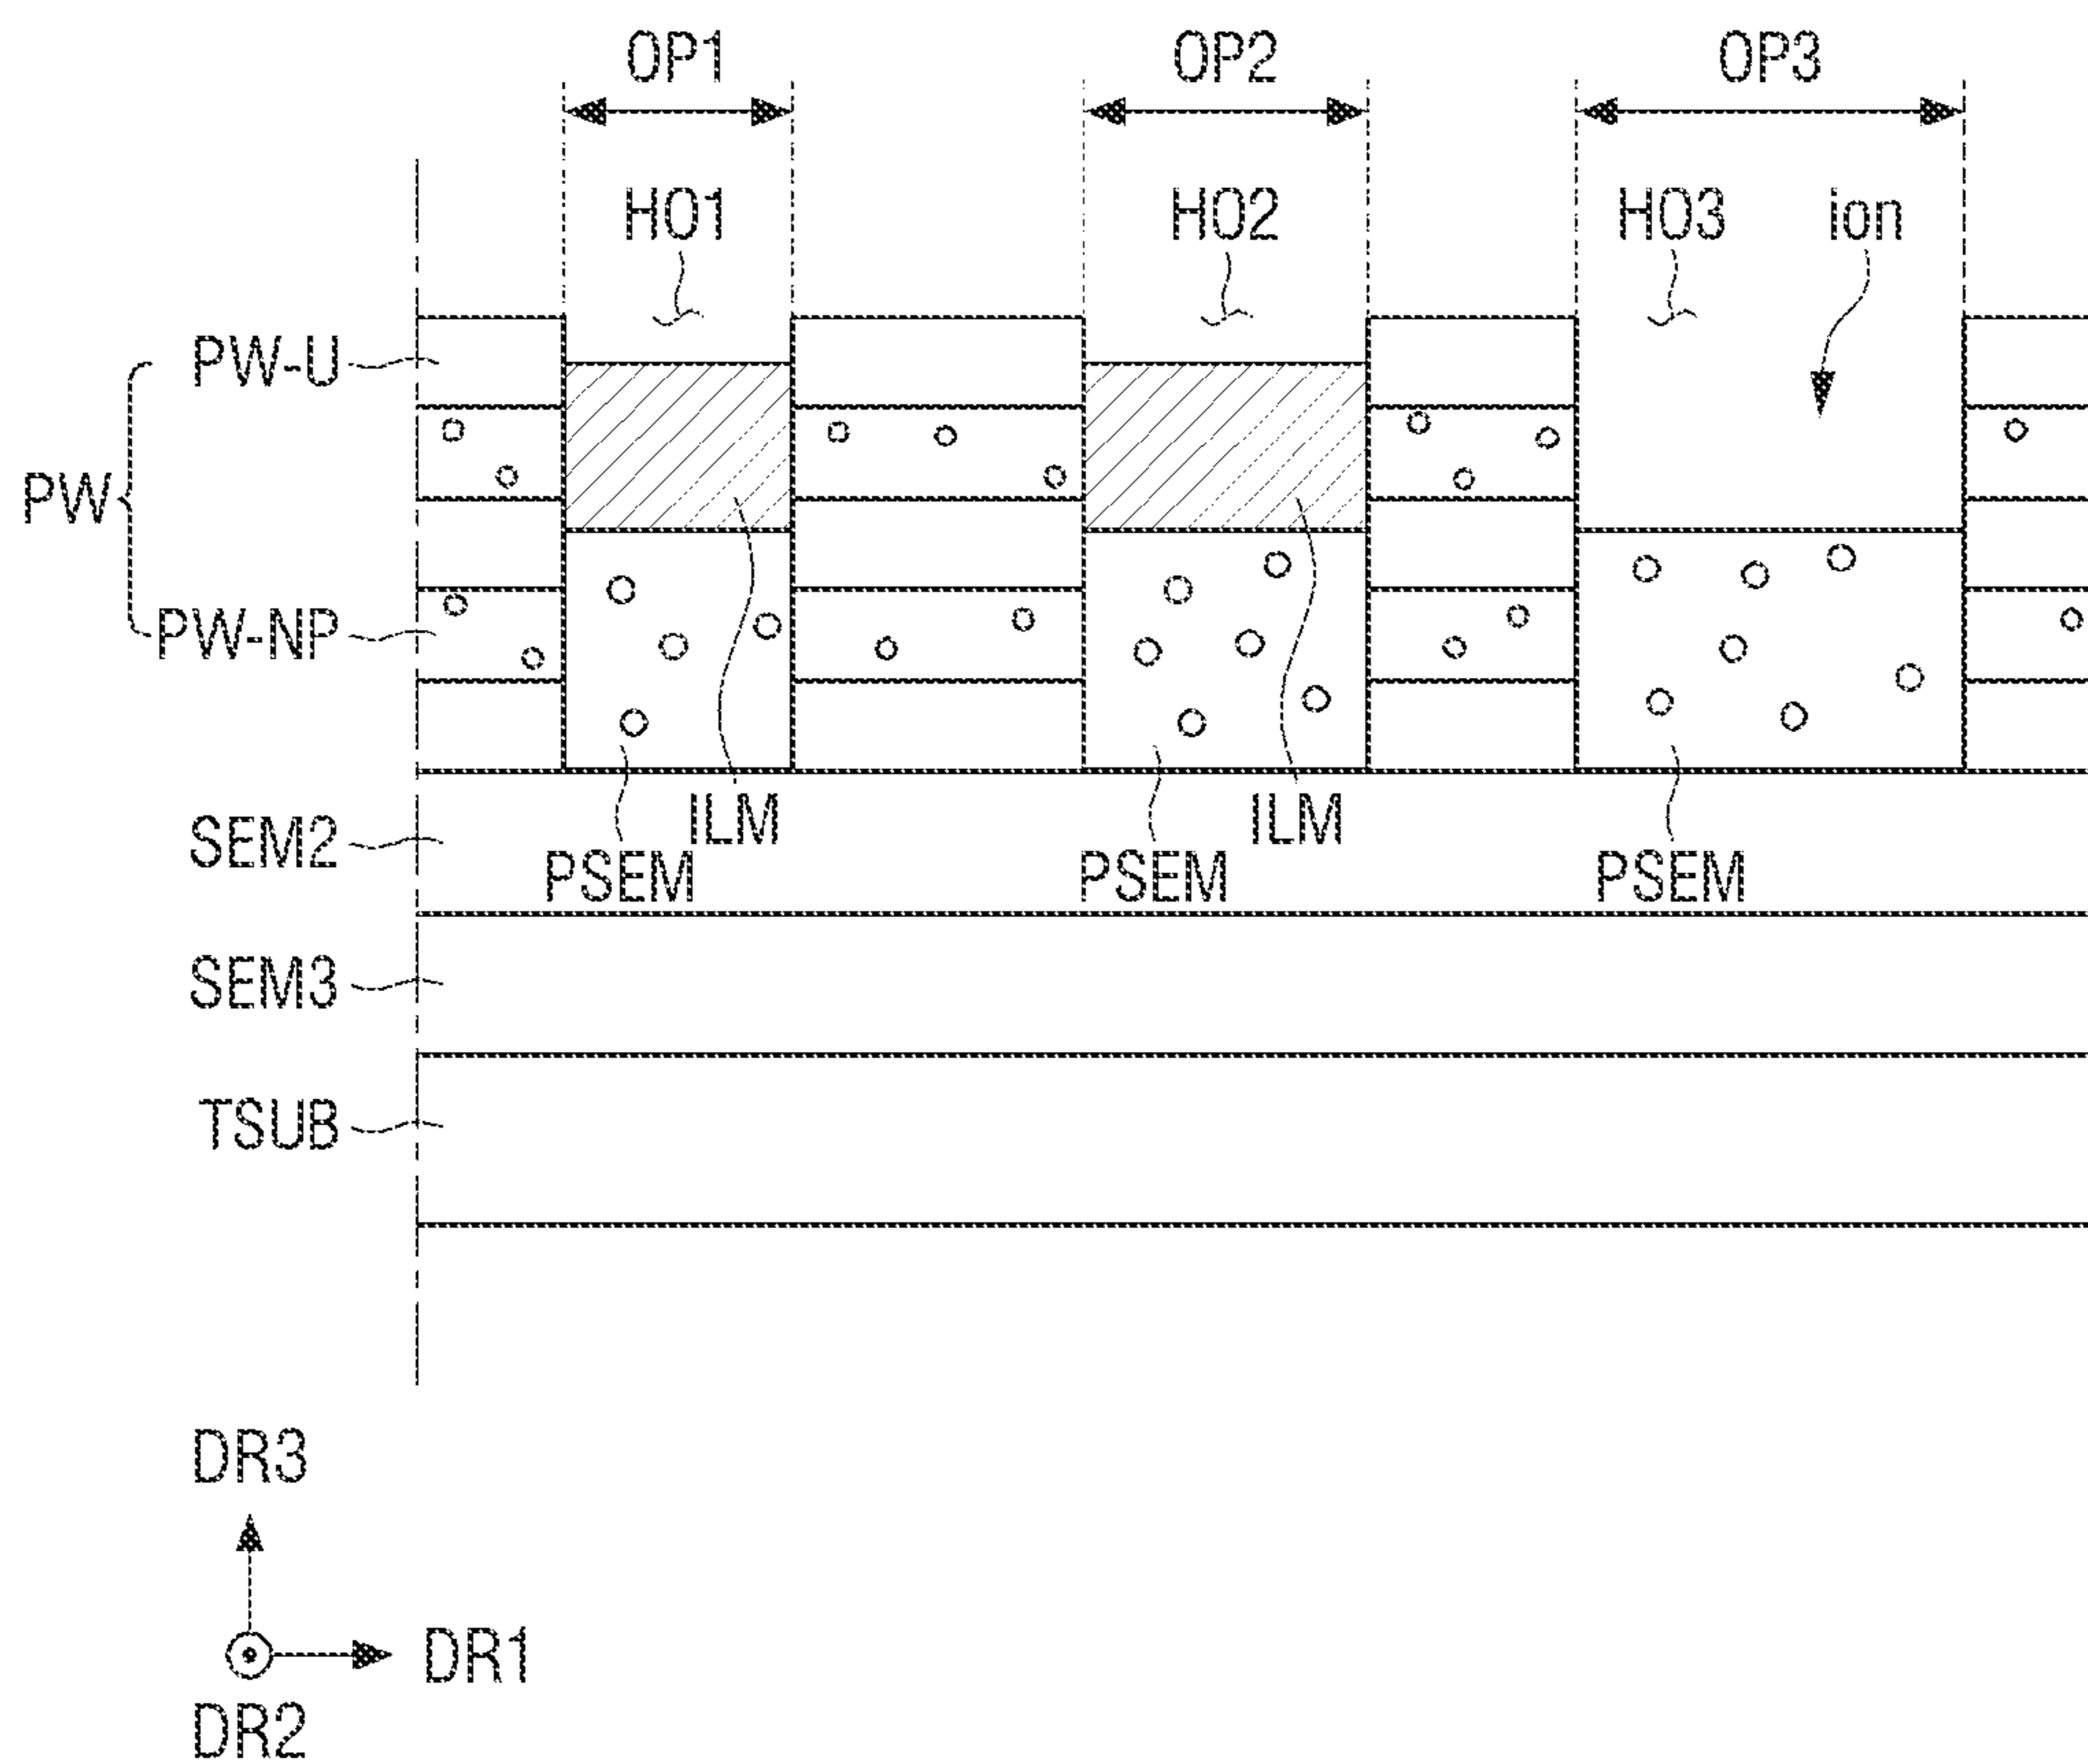 OP1 OP2 OP3
HO1 HO2 HO3 ion
PW-U
PW
PW-NP
SEM2 ILM ILM
PSEM PSEM PSEM
SEM3
TSUB
DR3
DR1
DR2